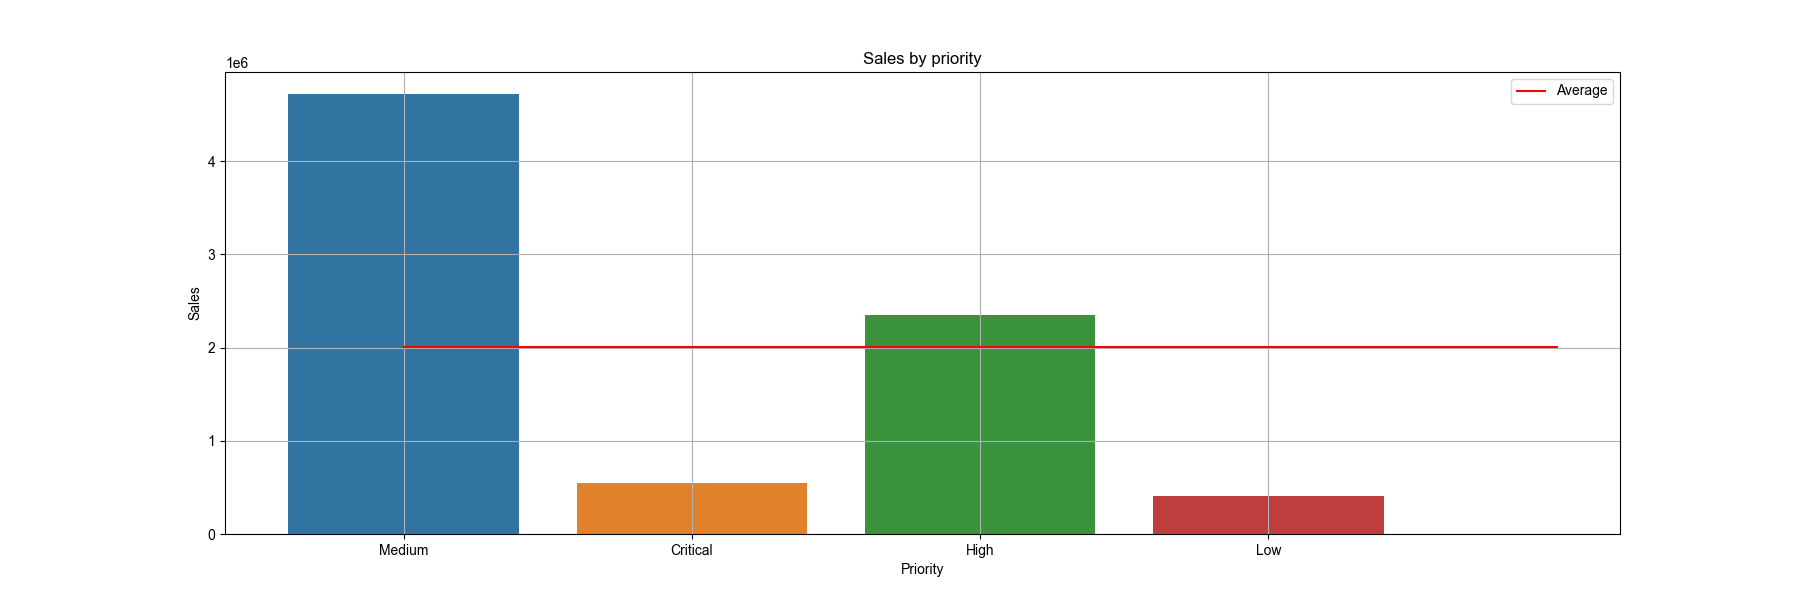 Sales by priority
1e6
Average
4
3
2
1
0
Sales
Medium Critical High Low
Priority